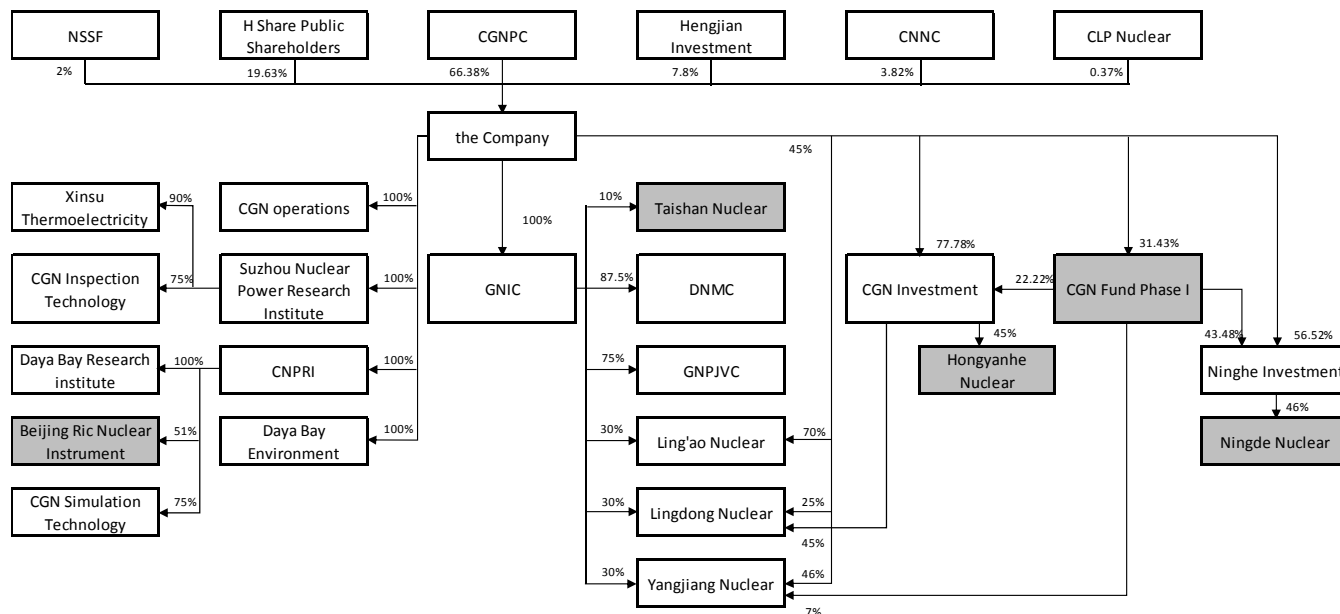 NSSF
H Share Public
Shareholders
CGNPC
Hengjian
Investment
CNNC
CLP Nuclear
2%
19.63%
66.38%
7.8%
3.82%
0.37%
the Company
45%
Xinsu
Thermoelectricity
90%
CGN operations
100%
100%
10%
Taishan Nuclear
77.78%
31.43%
CGN Inspection
Technology
75%
Suzhou Nuclear
Power Research
Institute
100%
GNIC
87.5%
DNMC
CGN Investment
22.22%
CGN Fund Phase I
43.48%
56.52%
45%
Daya Bay Research
institute
100%
CNPRI
100%
75%
GNPJVC
Hongyanhe
Nuclear
Ninghe Investment
46%
Beijing Ric Nuclear
Instrument
51%
Daya Bay
Environment
100%
30%
Ling'ao Nuclear
70%
Ningde Nuclear
CGN Simulation
Technology
75%
30%
Lingdong Nuclear
25%
45%
30%
Yangjiang Nuclear
46%
7%